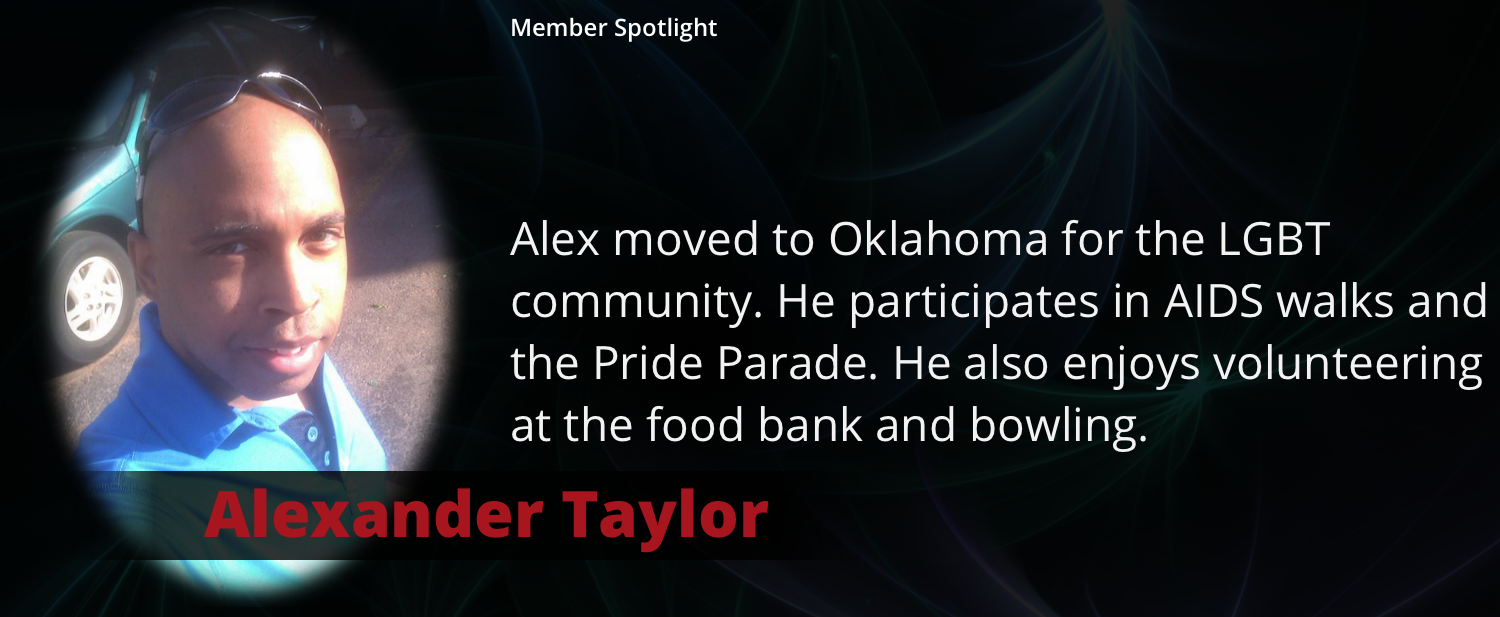 Member Spotlight
Alex moved to Oklahoma for the LGBT
community. He participates in AIDS walks and
the Pride Parade. He also enjoys volunteering
at the food bank and bowling.
Alexander Taylor